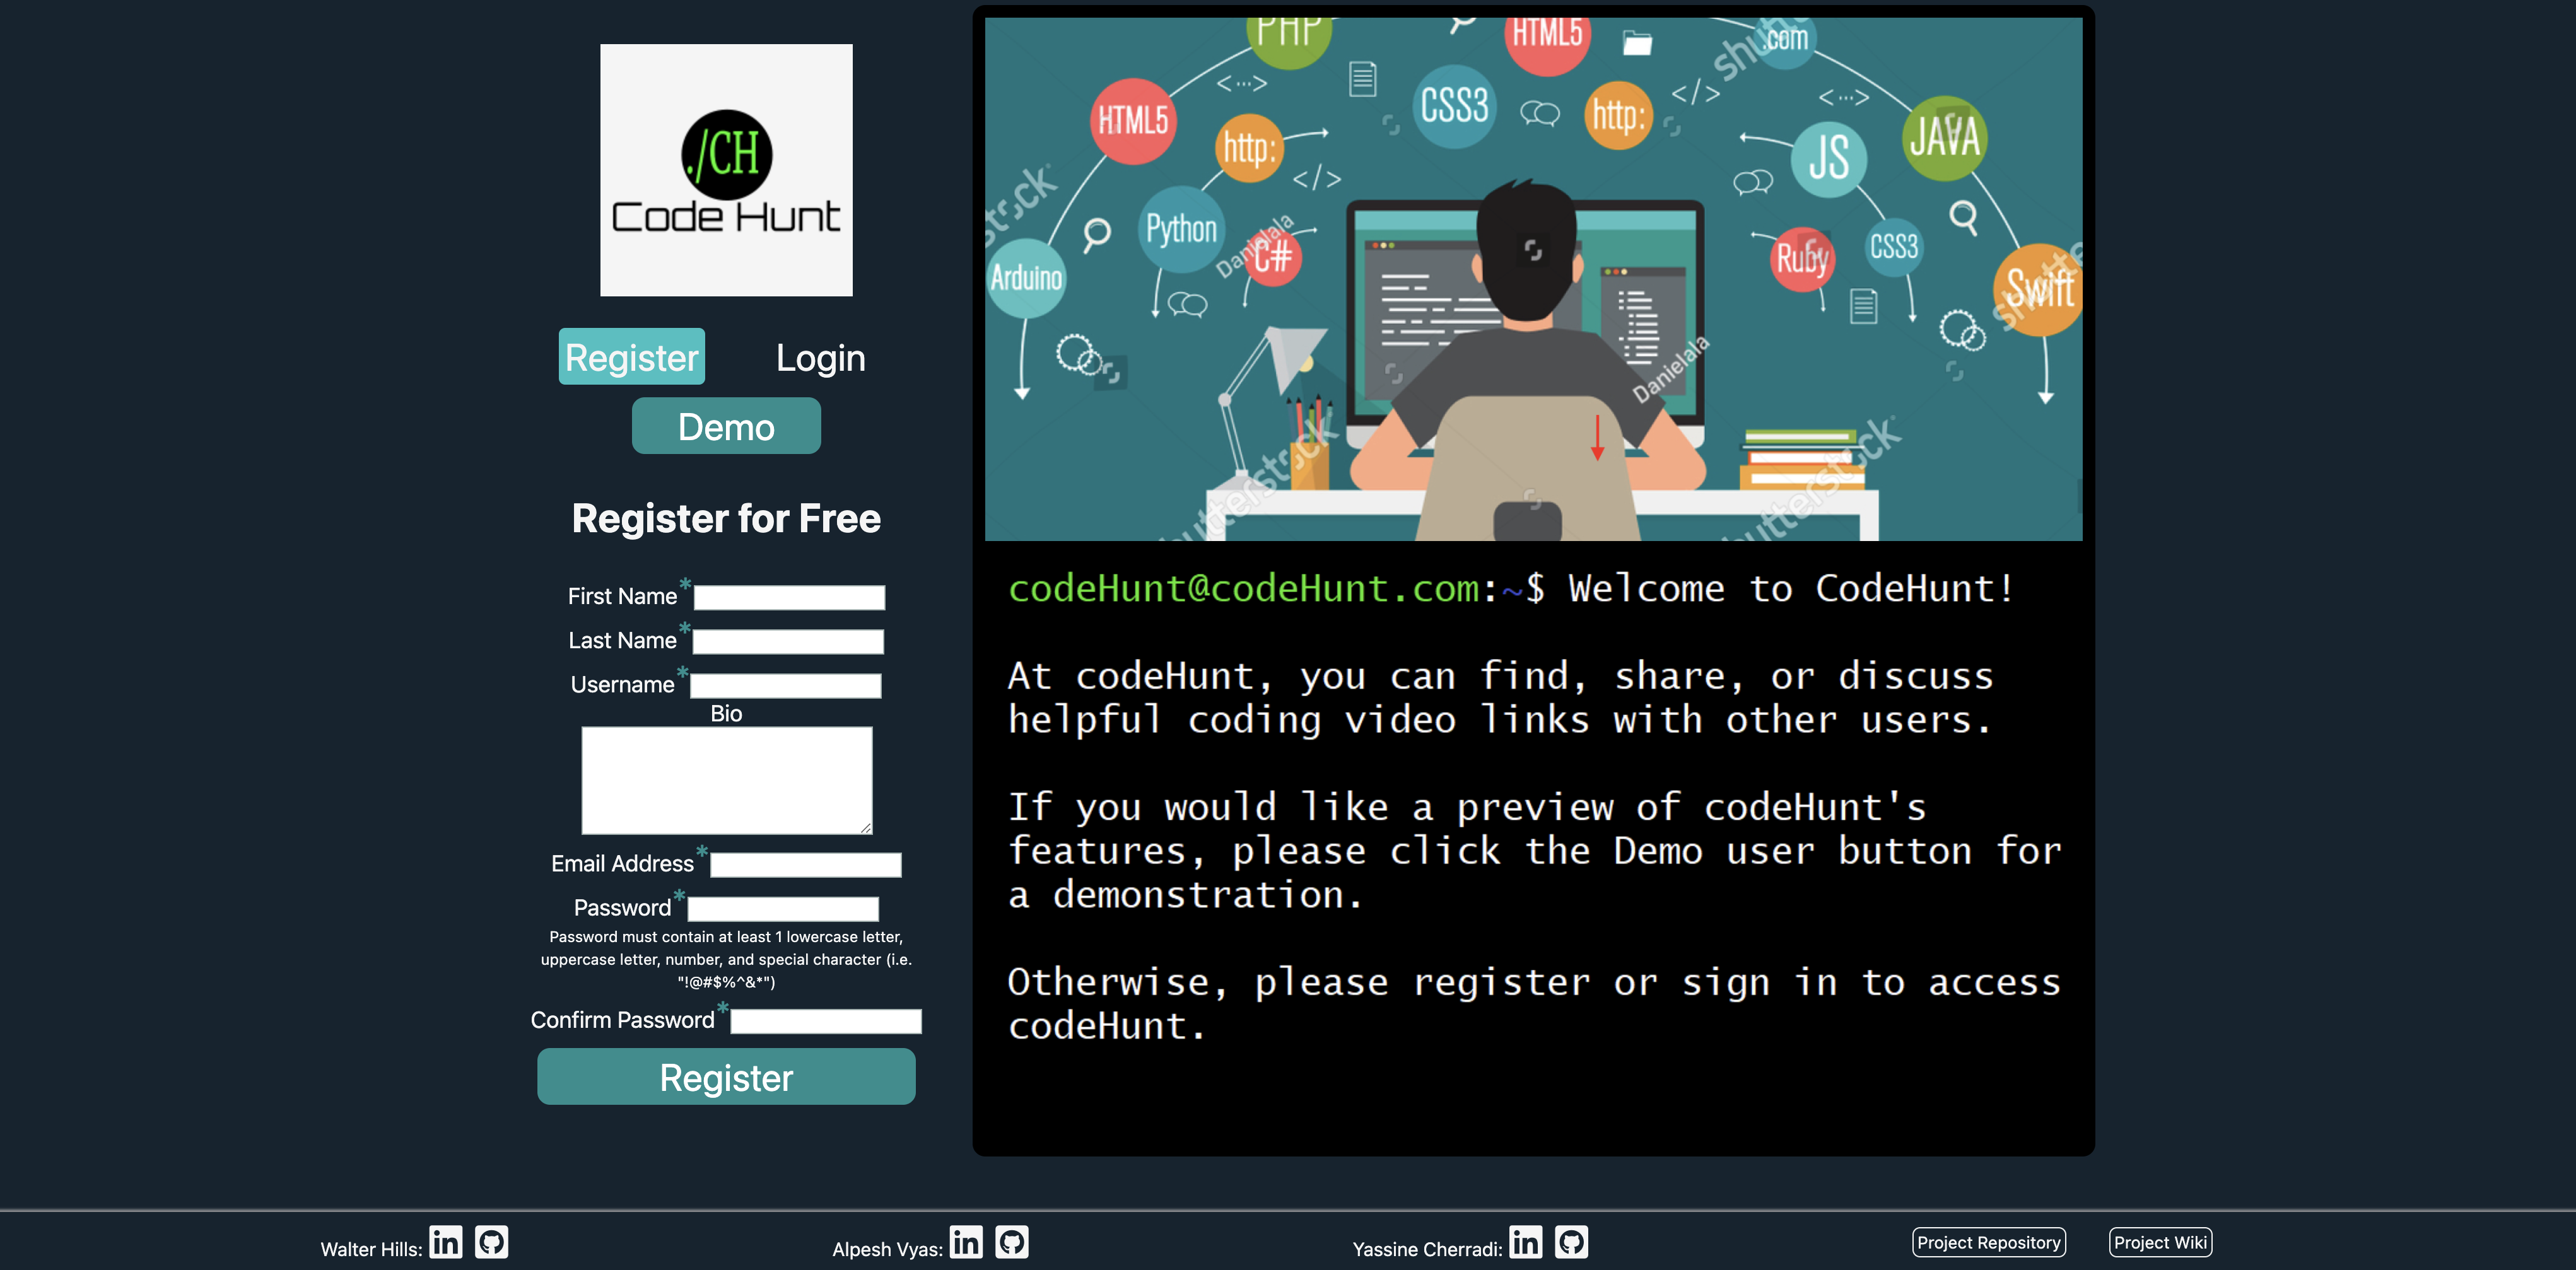 ./CH
Code Hunt
Register
Login
Demo
Register for Free
First Name*
Last Name*
Username*
Bio
Email Address*
Password*
Password must contain at least 1 lowercase letter,
uppercase letter, number, and special character (i.e.
"!@#$%^&*")
Confirm Password*
Register
PHP
HTML5
.com
HTML5
http:
CSS3
http:
JS
JAVA
Python
C#
Arduino
Ruby
CSS3
Swift
<...>
</>
<...>
</>
shutterstock
Danielala
Danielala
shutterstock
shutterstock
codeHunt@codeHunt.com:~$ Welcome to CodeHunt!
At codeHunt, you can find, share, or discuss
helpful coding video links with other users.
If you would like a preview of codeHunt's
features, please click the Demo user button for
a demonstration.
Otherwise, please register or sign in to access
codeHunt.
Walter Hills:
Alpesh Vyas:
Yassine Cherradi:
Project Repository
Project Wiki